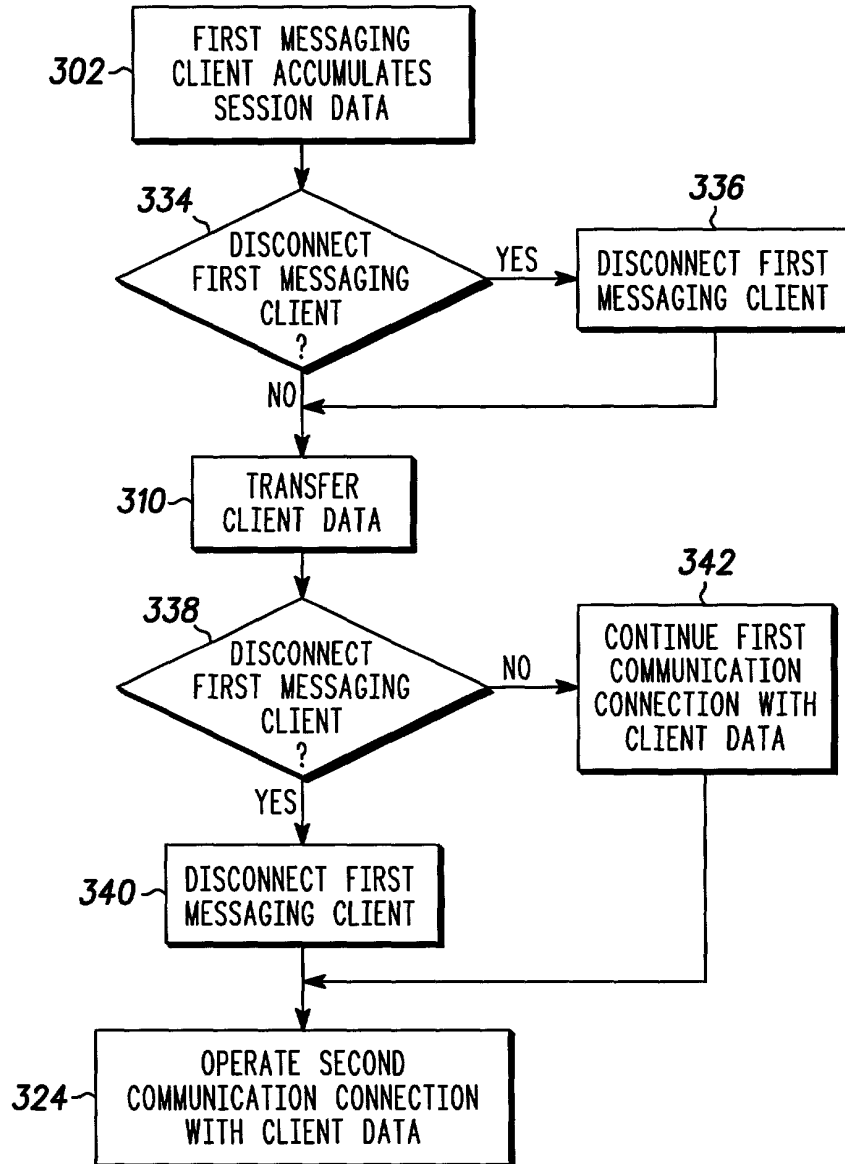 302
FIRST MESSAGING
CLIENT ACCUMULATES
SESSION DATA
334
DISCONNECT
FIRST MESSAGING
CLIENT
?
YES
336
DISCONNECT FIRST
MESSAGING CLIENT
NO
310
TRANSFER
CLIENT DATA
338
DISCONNECT
FIRST MESSAGING
CLIENT
?
NO
342
CONTINUE FIRST
COMMUNICATION
CONNECTION WITH
CLIENT DATA
YES
340
DISCONNECT FIRST
MESSAGING CLIENT
324
OPERATE SECOND
COMMUNICATION CONNECTION
WITH CLIENT DATA